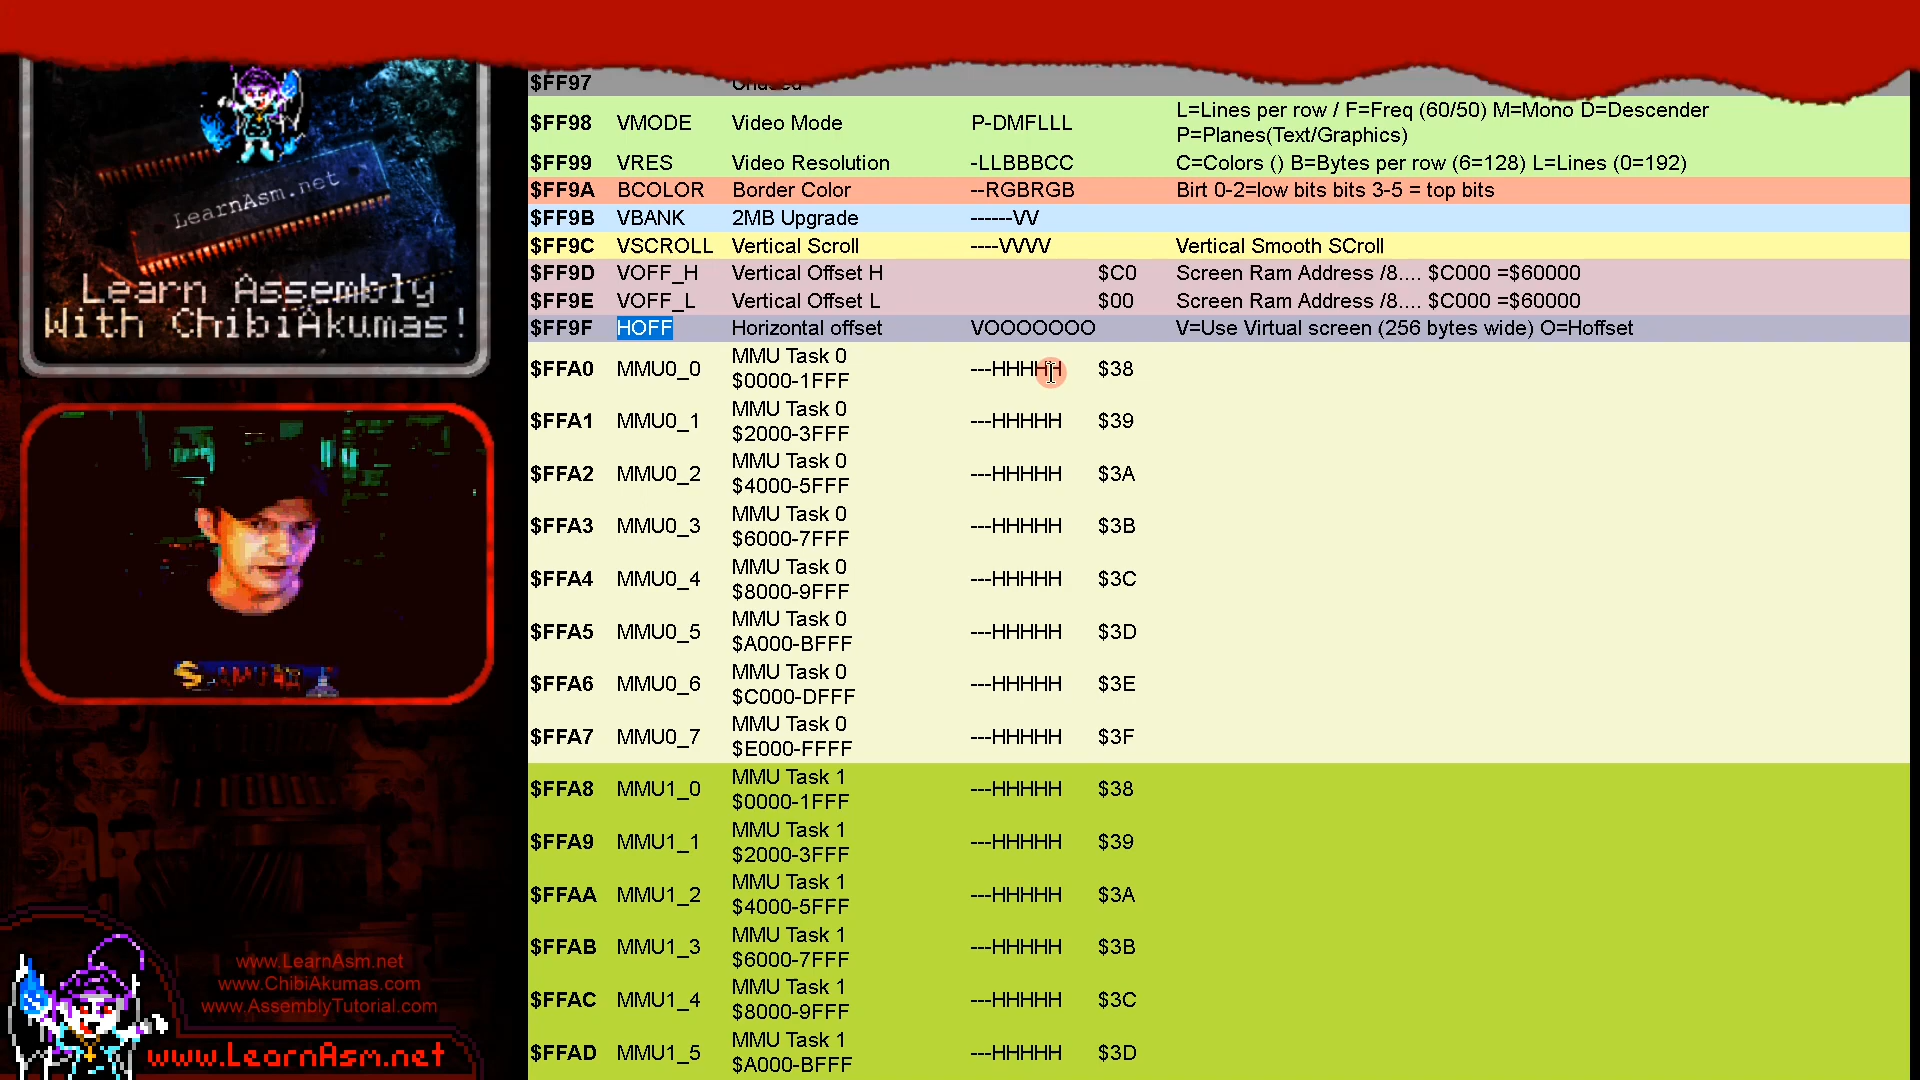 LearnAsm.net
Learn Assembly
With ChibiAkumas!
www.LearnAsm.net
www.ChibiAkumas.com
www.AssemblyTutorial.com
www.LearnAsm.net
$FF97
$FF98 VMODE Video Mode P-DMFLLL L=Lines per row / F=Freq (60/50) M=Mono D=Descender
P=Planes(Text/Graphics)
$FF99 VRES Video Resolution -LLBBBCC C=Colors () B=Bytes per row (6=128) L=Lines (0=192)
$FF9A BCOLOR Border Color --RGBRGB Birt 0-2=low bits bits 3-5 = top bits
$FF9B VBANK 2MB Upgrade ------VV
$FF9C VSCROLL Vertical Scroll ----VVVV Vertical Smooth SCroll
$FF9D VOFF_H Vertical Offset H $C0 Screen Ram Address /8.... $C000 =$60000
$FF9E VOFF_L Vertical Offset L $00 Screen Ram Address /8.... $C000 =$60000
$FF9F HOFF Horizontal offset VOOOOOOO V=Use Virtual screen (256 bytes wide) O=Hoffset
$FFA0 MMU0_0 MMU Task 0
$0000-1FFF ---HHHHH $38
$FFA1 MMU0_1 MMU Task 0
$2000-3FFF ---HHHHH $39
$FFA2 MMU0_2 MMU Task 0
$4000-5FFF ---HHHHH $3A
$FFA3 MMU0_3 MMU Task 0
$6000-7FFF ---HHHHH $3B
$FFA4 MMU0_4 MMU Task 0
$8000-9FFF ---HHHHH $3C
$FFA5 MMU0_5 MMU Task 0
$A000-BFFF ---HHHHH $3D
$FFA6 MMU0_6 MMU Task 0
$C000-DFFF ---HHHHH $3E
$FFA7 MMU0_7 MMU Task 0
$E000-FFFF ---HHHHH $3F
$FFA8 MMU1_0 MMU Task 1
$0000-1FFF ---HHHHH $38
$FFA9 MMU1_1 MMU Task 1
$2000-3FFF ---HHHHH $39
$FFAA MMU1_2 MMU Task 1
$4000-5FFF ---HHHHH $3A
$FFAB MMU1_3 MMU Task 1
$6000-7FFF ---HHHHH $3B
$FFAC MMU1_4 MMU Task 1
$8000-9FFF ---HHHHH $3C
$FFAD MMU1_5 MMU Task 1
$A000-BFFF ---HHHHH $3D